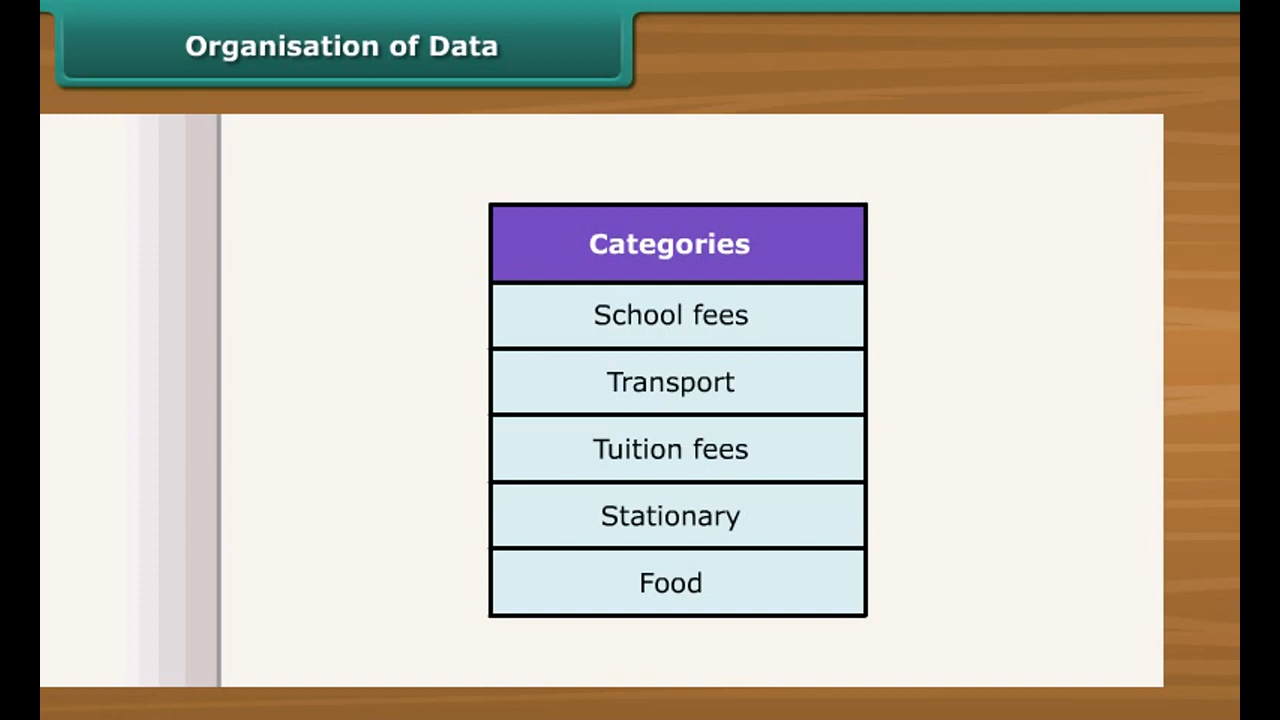 Organisation of Data
Categories
School fees
Transport
Tuition fees
Stationary
Food